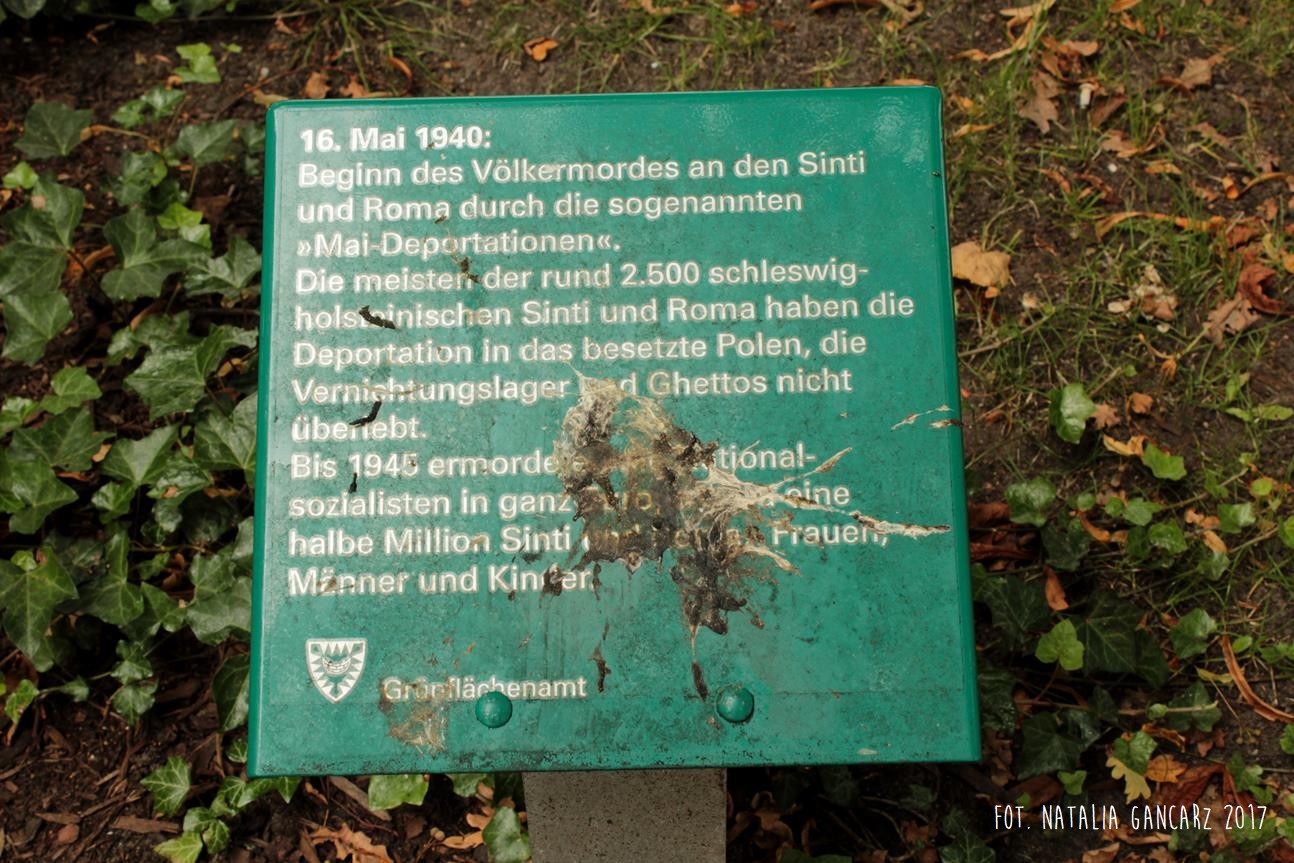 16. Mai 1940:
Beginn des Völkermordes an den Sinti
und Roma durch die sogenannten
»Mai-Deportationen«.
Die meisten der rund 2.500 schleswig-
holsteinischen Sinti und Roma haben die
Deportation in das besetzte Polen, die
Vernichtungslager und Ghettos nicht
überlebt.
Bis 1945 ermordeten
sozialisten in ganz eine
halbe Million Sinti Frauen,
Männer und Kinder.
Grünflächenamt
FOT. NATALIA GANCARZ 2017